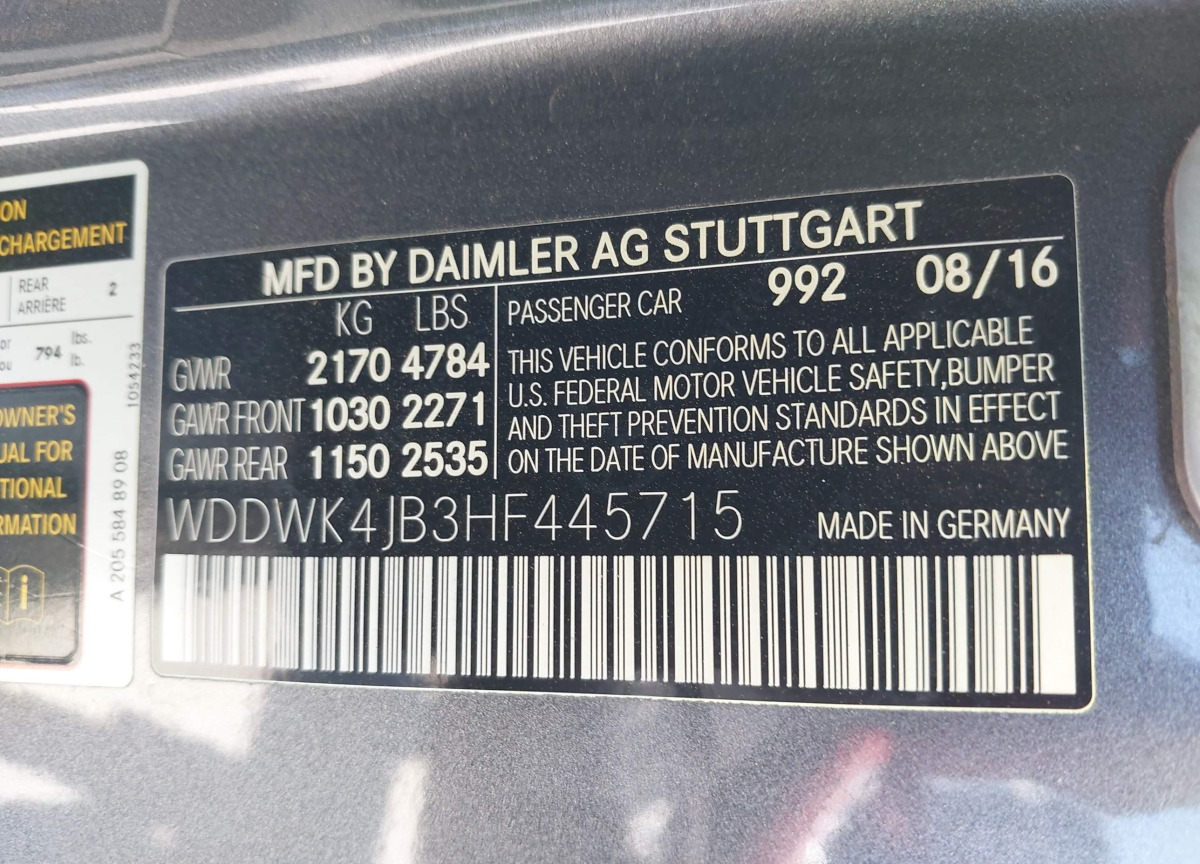 ON
CHARGEMENT
REAR
ARRIÈRE 2
or
ou 794 lbs.
lb.
OWNER'S
UAL FOR
TIONAL
RMATION
i
1054233
A 205 584 89 08
MFD BY DAIMLER AG STUTTGART
KG LBS
GVWR 2170 4784
GAWR FRONT 1030 2271
GAWR REAR 1150 2535
PASSENGER CAR 992 08/16
THIS VEHICLE CONFORMS TO ALL APPLICABLE
U.S. FEDERAL MOTOR VEHICLE SAFETY,BUMPER
AND THEFT PREVENTION STANDARDS IN EFFECT
ON THE DATE OF MANUFACTURE SHOWN ABOVE
WDDWK4JB3HF445715
MADE IN GERMANY